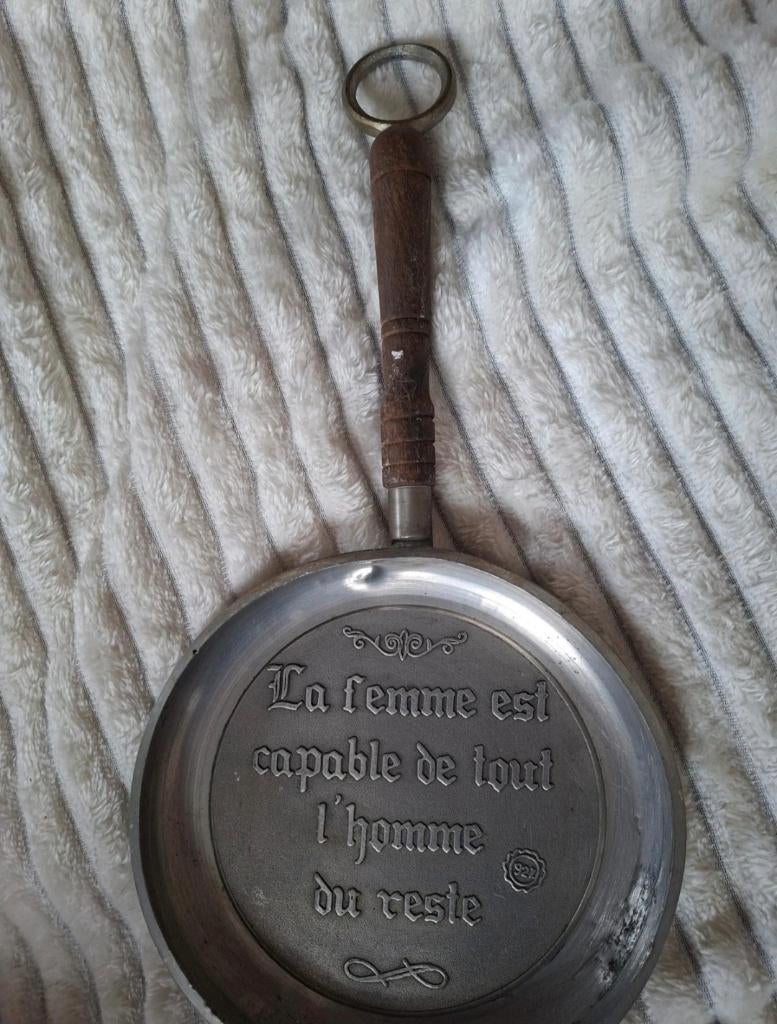 La femme est
capable de tout
l'homme
du reste